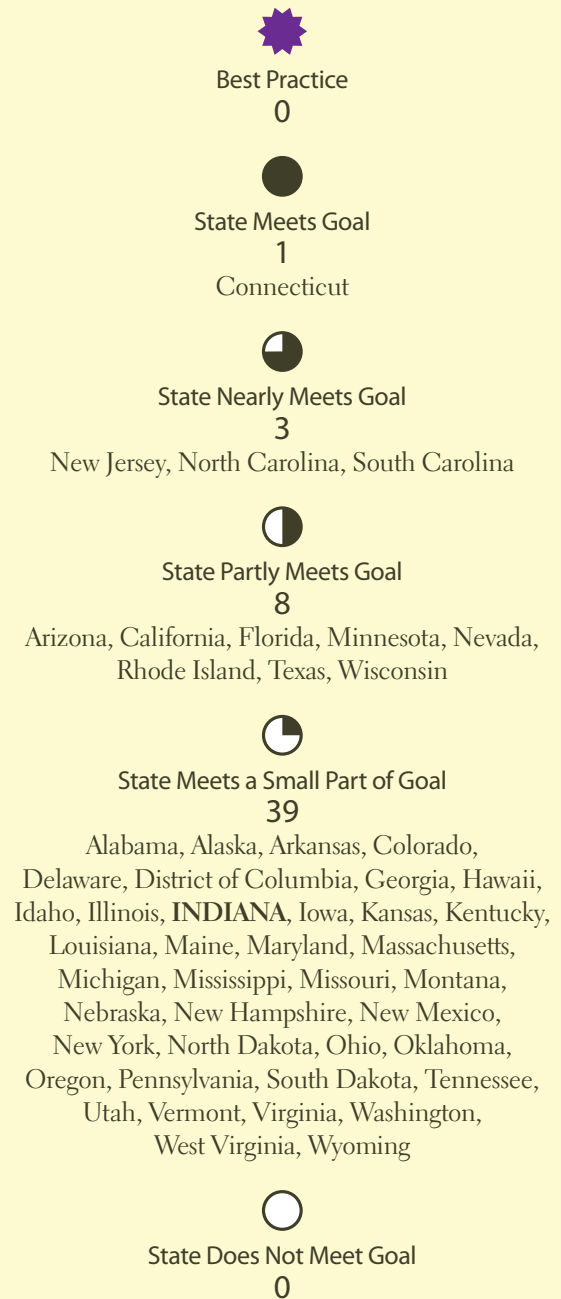 Best Practice
0
State Meets Goal
1
Connecticut
State Nearly Meets Goal
3
New Jersey, North Carolina, South Carolina
State Partly Meets Goal
8
Arizona, California, Florida, Minnesota, Nevada,
Rhode Island, Texas, Wisconsin
State Meets a Small Part of Goal
39
Alabama, Alaska, Arkansas, Colorado,
Delaware, District of Columbia, Georgia, Hawaii,
Idaho, Illinois, INDIANA, Iowa, Kansas, Kentucky,
Louisiana, Maine, Maryland, Massachusetts,
Michigan, Mississippi, Missouri, Montana,
Nebraska, New Hampshire, New Mexico,
New York, North Dakota, Ohio, Oklahoma,
Oregon, Pennsylvania, South Dakota, Tennessee,
Utah, Vermont, Virginia, Washington,
West Virginia, Wyoming
State Does Not Meet Goal
0